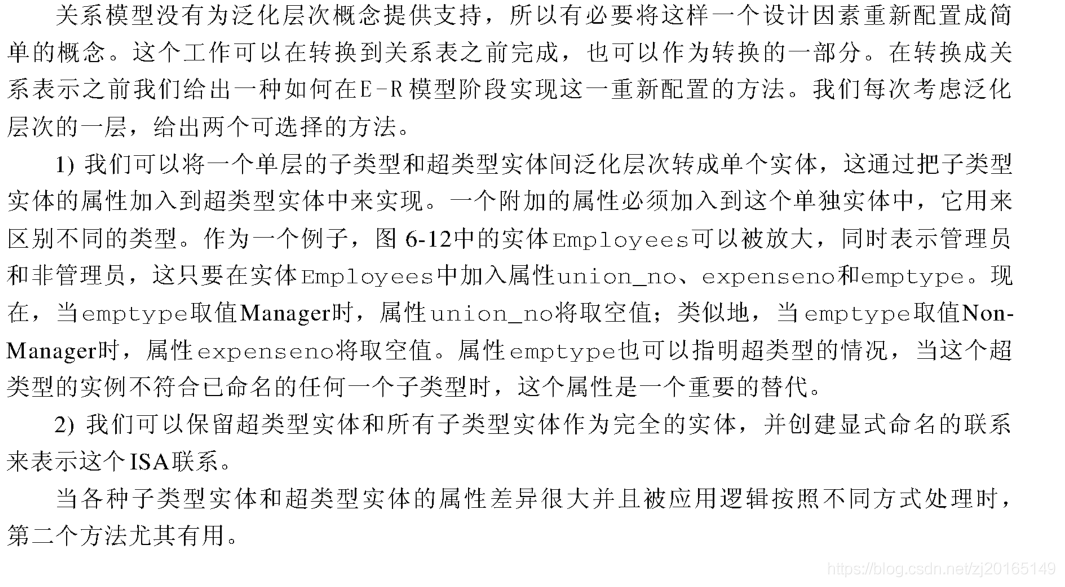 关系模型没有为泛化层次概念提供支持，所以有必要将这样一个设计因素重新配置成简
单的概念。这个工作可以在转换到关系表之前完成，也可以作为转换的一部分。在转换成关
系表示之前我们给出一种如何在E-R模型阶段实现这一重新配置的方法。我们每次考虑泛化
层次的一层，给出两个可选择的方法。
1) 我们可以将一个单层的子类型和超类型实体间泛化层次转成单个实体，这通过把子类型
实体的属性加入到超类型实体中来实现。一个附加的属性必须加入到这个单独实体中，它用来
区别不同的类型。作为一个例子，图 6-12中的实体Employees可以被放大，同时表示管理员
和非管理员，这只要在实体Employees中加入属性union_no、expenseno和emptype。现
在，当emptype取值Manager时，属性union_no将取空值；类似地，当emptype取值Non-
Manager时，属性expenseno将取空值。属性emptype也可以指明超类型的情况，当这个超
类型的实例不符合已命名的任何一个子类型时，这个属性是一个重要的替代。
2) 我们可以保留超类型实体和所有子类型实体作为完全的实体，并创建显式命名的联系
来表示这个ISA联系。
当各种子类型实体和超类型实体的属性差异很大并且被应用逻辑按照不同方式处理时，
第二个方法尤其有用。
https://blog.csdn.net/zj20165149